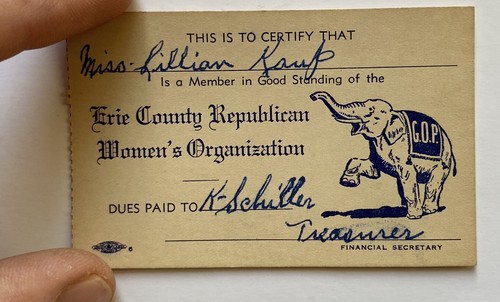 THIS IS TO CERTIFY THAT
Miss Lillian Kauf
Is a Member in Good Standing of the
Erie County Republican
Women's Organization
G.O.P.
DUES PAID TO K-Schiller
Treasurer
FINANCIAL SECRETARY
6